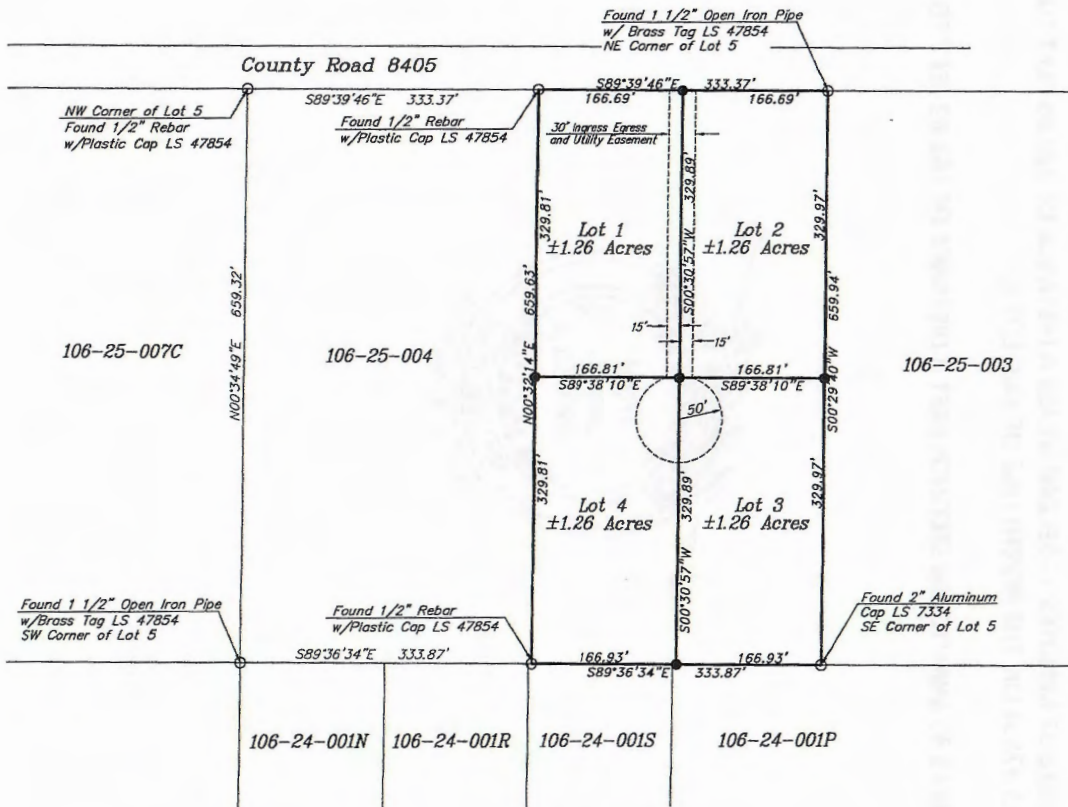 Found 1 1/2" Open Iron Pipe
w/ Brass Tag LS 47854
NE Corner of Lot 5
County Road 8405
S89°39'46"E 333.37'
S89°39'46"E 333.37'
166.69'
166.69'
NW Corner of Lot 5
Found 1/2" Rebar
w/Plastic Cap LS 47854
Found 1/2" Rebar
w/Plastic Cap LS 47854
30' Ingress Egress
and Utility Easement
329.89'
S00°30'57"W
329.81'
329.97'
Lot 1
±1.26 Acres
Lot 2
±1.26 Acres
659.32'
N00°34'49"E
659.63'
N00°32'14"E
659.94'
S00°29'40"W
15'
15'
106-25-007C
106-25-004
106-25-003
166.81'
S89°38'10"E
166.81'
S89°38'10"E
50'
329.81'
329.89'
S00°30'57"W
329.97'
Lot 4
±1.26 Acres
Lot 3
±1.26 Acres
Found 1 1/2" Open Iron Pipe
w/Brass Tag LS 47854
SW Corner of Lot 5
Found 1/2" Rebar
w/Plastic Cap LS 47854
Found 2" Aluminum
Cap LS 7334
SE Corner of Lot 5
S89°36'34"E 333.87'
166.93'
166.93'
S89°36'34"E 333.87'
106-24-001N
106-24-001R
106-24-001S
106-24-001P